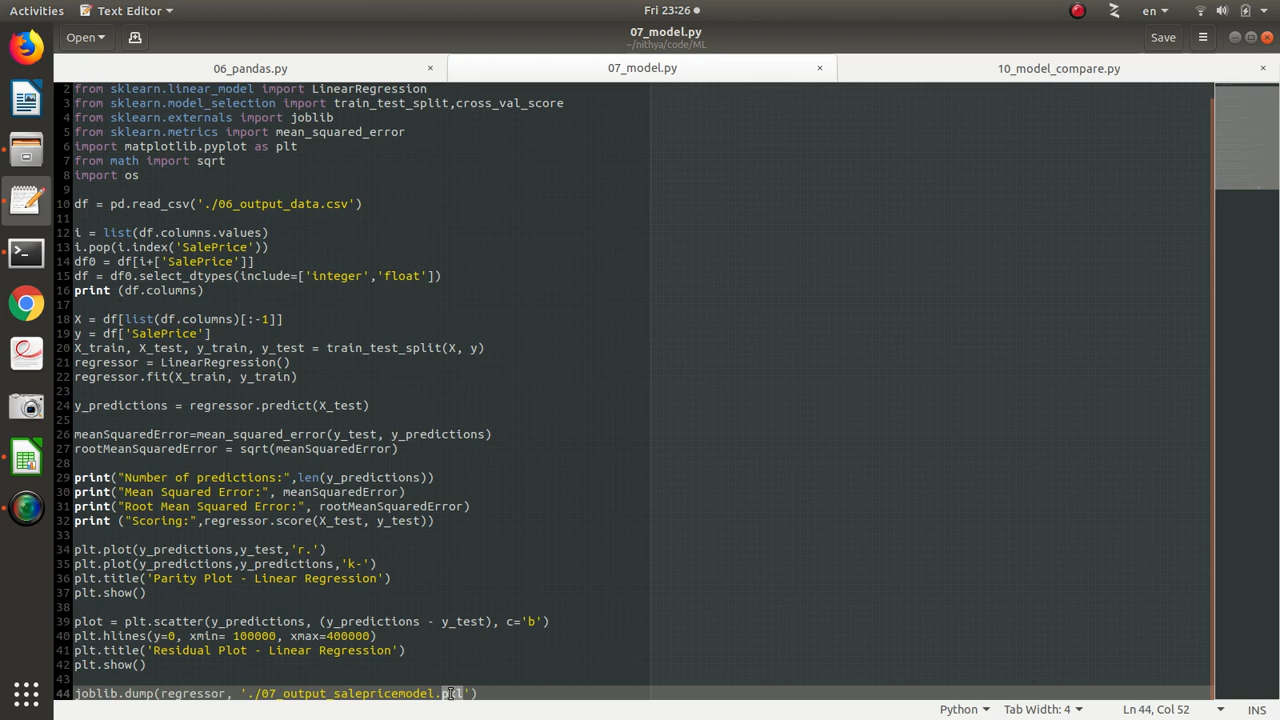 Activities
Text Editor
Fri 23:26
en
Open
07_model.py
~/nithya/code/ML
Save
06_pandas.py
07_model.py
10_model_compare.py
2 from sklearn.linear_model import LinearRegression
3 from sklearn.model_selection import train_test_split,cross_val_score
4 from sklearn.externals import joblib
5 from sklearn.metrics import mean_squared_error
6 import matplotlib.pyplot as plt
7 from math import sqrt
8 import os
9
10 df = pd.read_csv('./06_output_data.csv')
11
12 i = list(df.columns.values)
13 i.pop(i.index('SalePrice'))
14 df0 = df[i+['SalePrice']]
15 df = df0.select_dtypes(include=['integer','float'])
16 print (df.columns)
17
18 X = df[list(df.columns)[:-1]]
19 y = df['SalePrice']
20 X_train, X_test, y_train, y_test = train_test_split(X, y)
21 regressor = LinearRegression()
22 regressor.fit(X_train, y_train)
23
24 y_predictions = regressor.predict(X_test)
25
26 meanSquaredError=mean_squared_error(y_test, y_predictions)
27 rootMeanSquaredError = sqrt(meanSquaredError)
28
29 print("Number of predictions:",len(y_predictions))
30 print("Mean Squared Error:", meanSquaredError)
31 print("Root Mean Squared Error:", rootMeanSquaredError)
32 print ("Scoring:",regressor.score(X_test, y_test))
33
34 plt.plot(y_predictions,y_test,'r.')
35 plt.plot(y_predictions,y_predictions,'k-')
36 plt.title('Parity Plot - Linear Regression')
37 plt.show()
38
39 plot = plt.scatter(y_predictions, (y_predictions - y_test), c='b')
40 plt.hlines(y=0, xmin= 100000, xmax=400000)
41 plt.title('Residual Plot - Linear Regression')
42 plt.show()
43
44 joblib.dump(regressor, './07_output_salepricemodel.pkl')
Python
Tab Width: 4
Ln 44, Col 52
INS